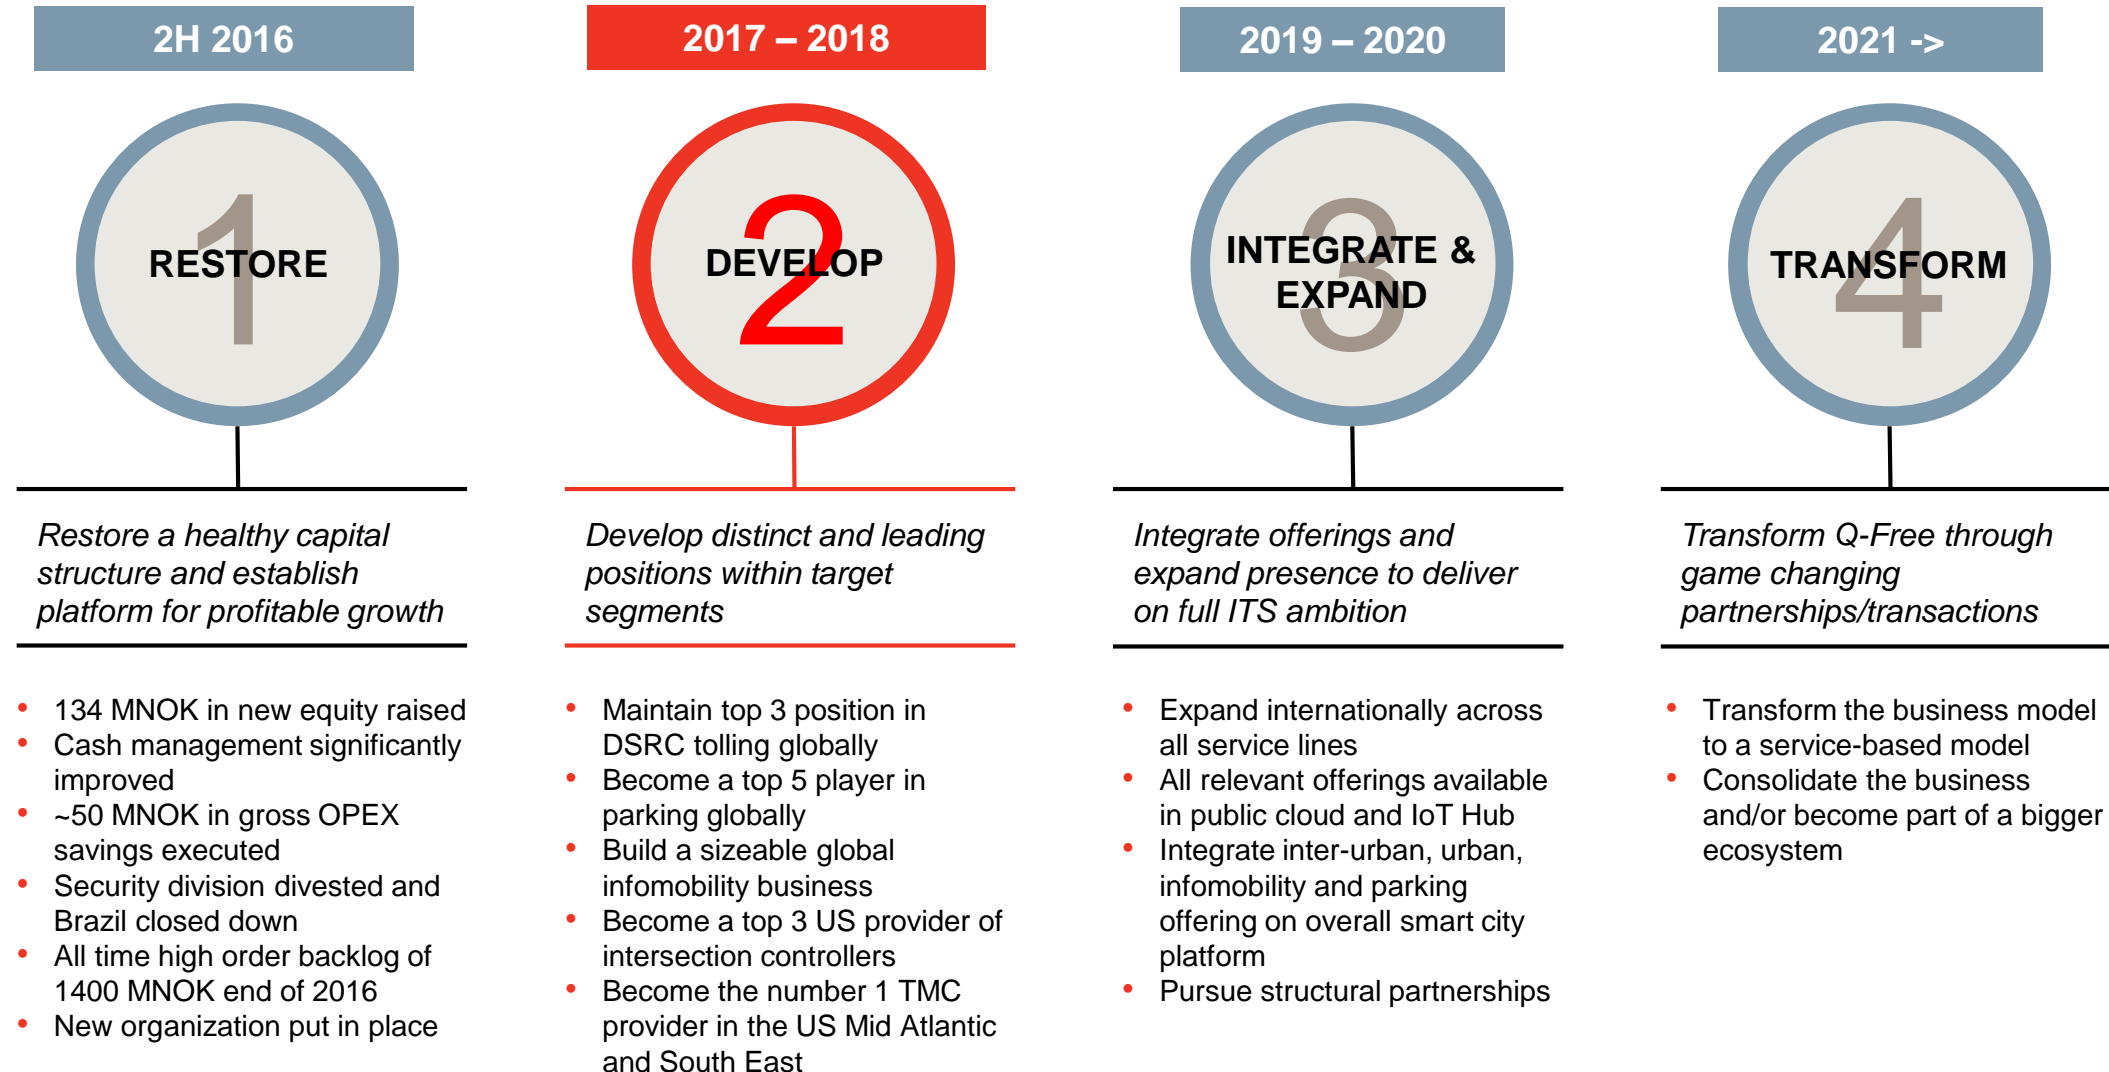 2H 2016
1
RESTORE
Restore a healthy capital
structure and establish
platform for profitable growth
• 134 MNOK in new equity raised
• Cash management significantly
improved
• ~50 MNOK in gross OPEX
savings executed
• Security division divested and
Brazil closed down
• All time high order backlog of
1400 MNOK end of 2016
• New organization put in place
2017 – 2018
2
DEVELOP
Develop distinct and leading
positions within target
segments
• Maintain top 3 position in
DSRC tolling globally
• Become a top 5 player in
parking globally
• Build a sizeable global
infomobility business
• Become a top 3 US provider of
intersection controllers
• Become the number 1 TMC
provider in the US Mid Atlantic
and South East
2019 – 2020
3
INTEGRATE &
EXPAND
Integrate offerings and
expand presence to deliver
on full ITS ambition
• Expand internationally across
all service lines
• All relevant offerings available
in public cloud and IoT Hub
• Integrate inter-urban, urban,
infomobility and parking
offering on overall smart city
platform
• Pursue structural partnerships
2021 ->
4
TRANSFORM
Transform Q-Free through
game changing
partnerships/transactions
• Transform the business model
to a service-based model
• Consolidate the business
and/or become part of a bigger
ecosystem